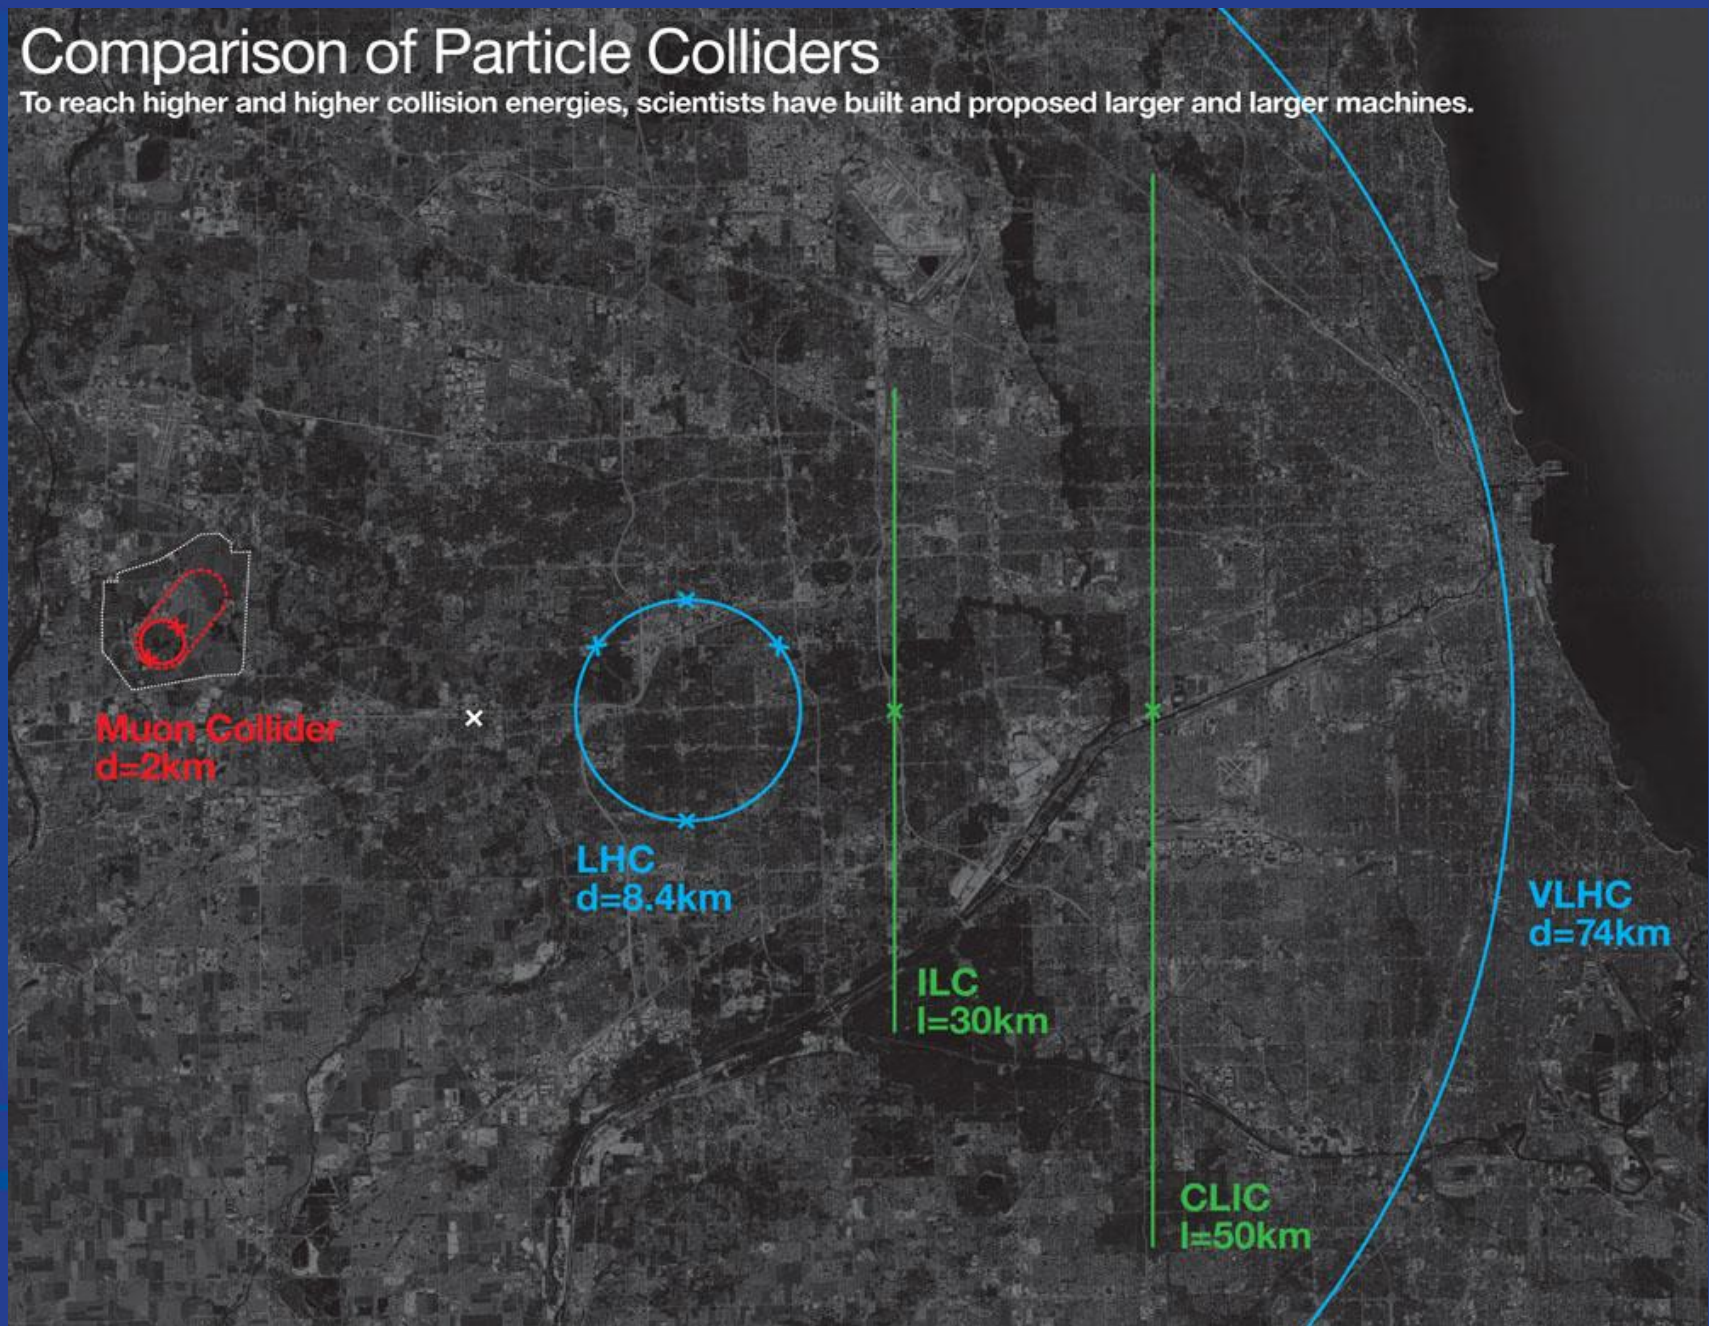 Comparison of Particle Colliders
To reach higher and higher collision energies, scientists have built and proposed larger and larger machines.
Muon Collider
d=2km
LHC
d=8.4km
ILC
l=30km
CLIC
l=50km
VLHC
d=74km